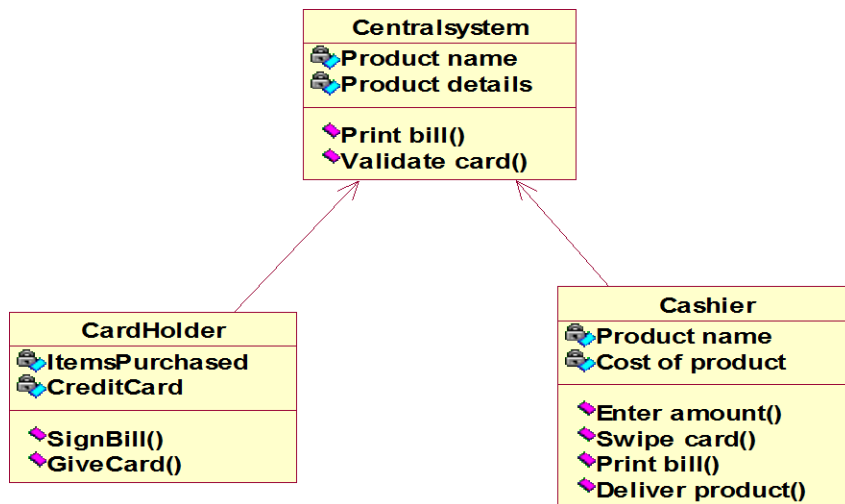 Centralsystem
Product name
Product details
Print bill()
Validate card()
CardHolder
ItemsPurchased
CreditCard
SignBill()
GiveCard()
Cashier
Product name
Cost of product
Enter amount()
Swipe card()
Print bill()
Deliver product()